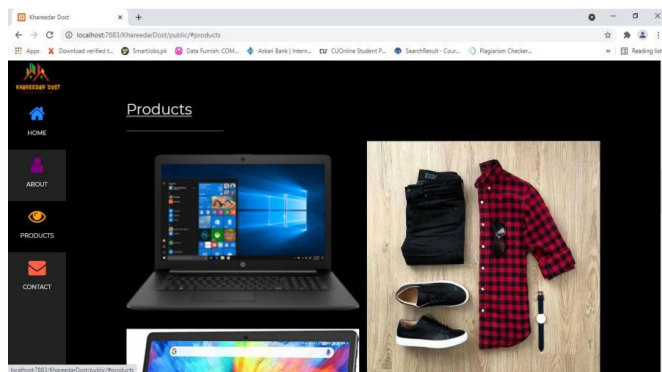 Khareedar Dost
localhost:7883/KhareedarDost/public/#products
Apps
Download verified t...
Smartjobs.pk
Data Furnish: COM...
Askari Bank | Intern...
CUOnline Student P...
SearchResult - Cour...
Plagiarism Checker...
»
Reading list
KHAREEDAR DOST
HOME
ABOUT
PRODUCTS
CONTACT
Products
localhost:7883/KhareedarDost/public/#products